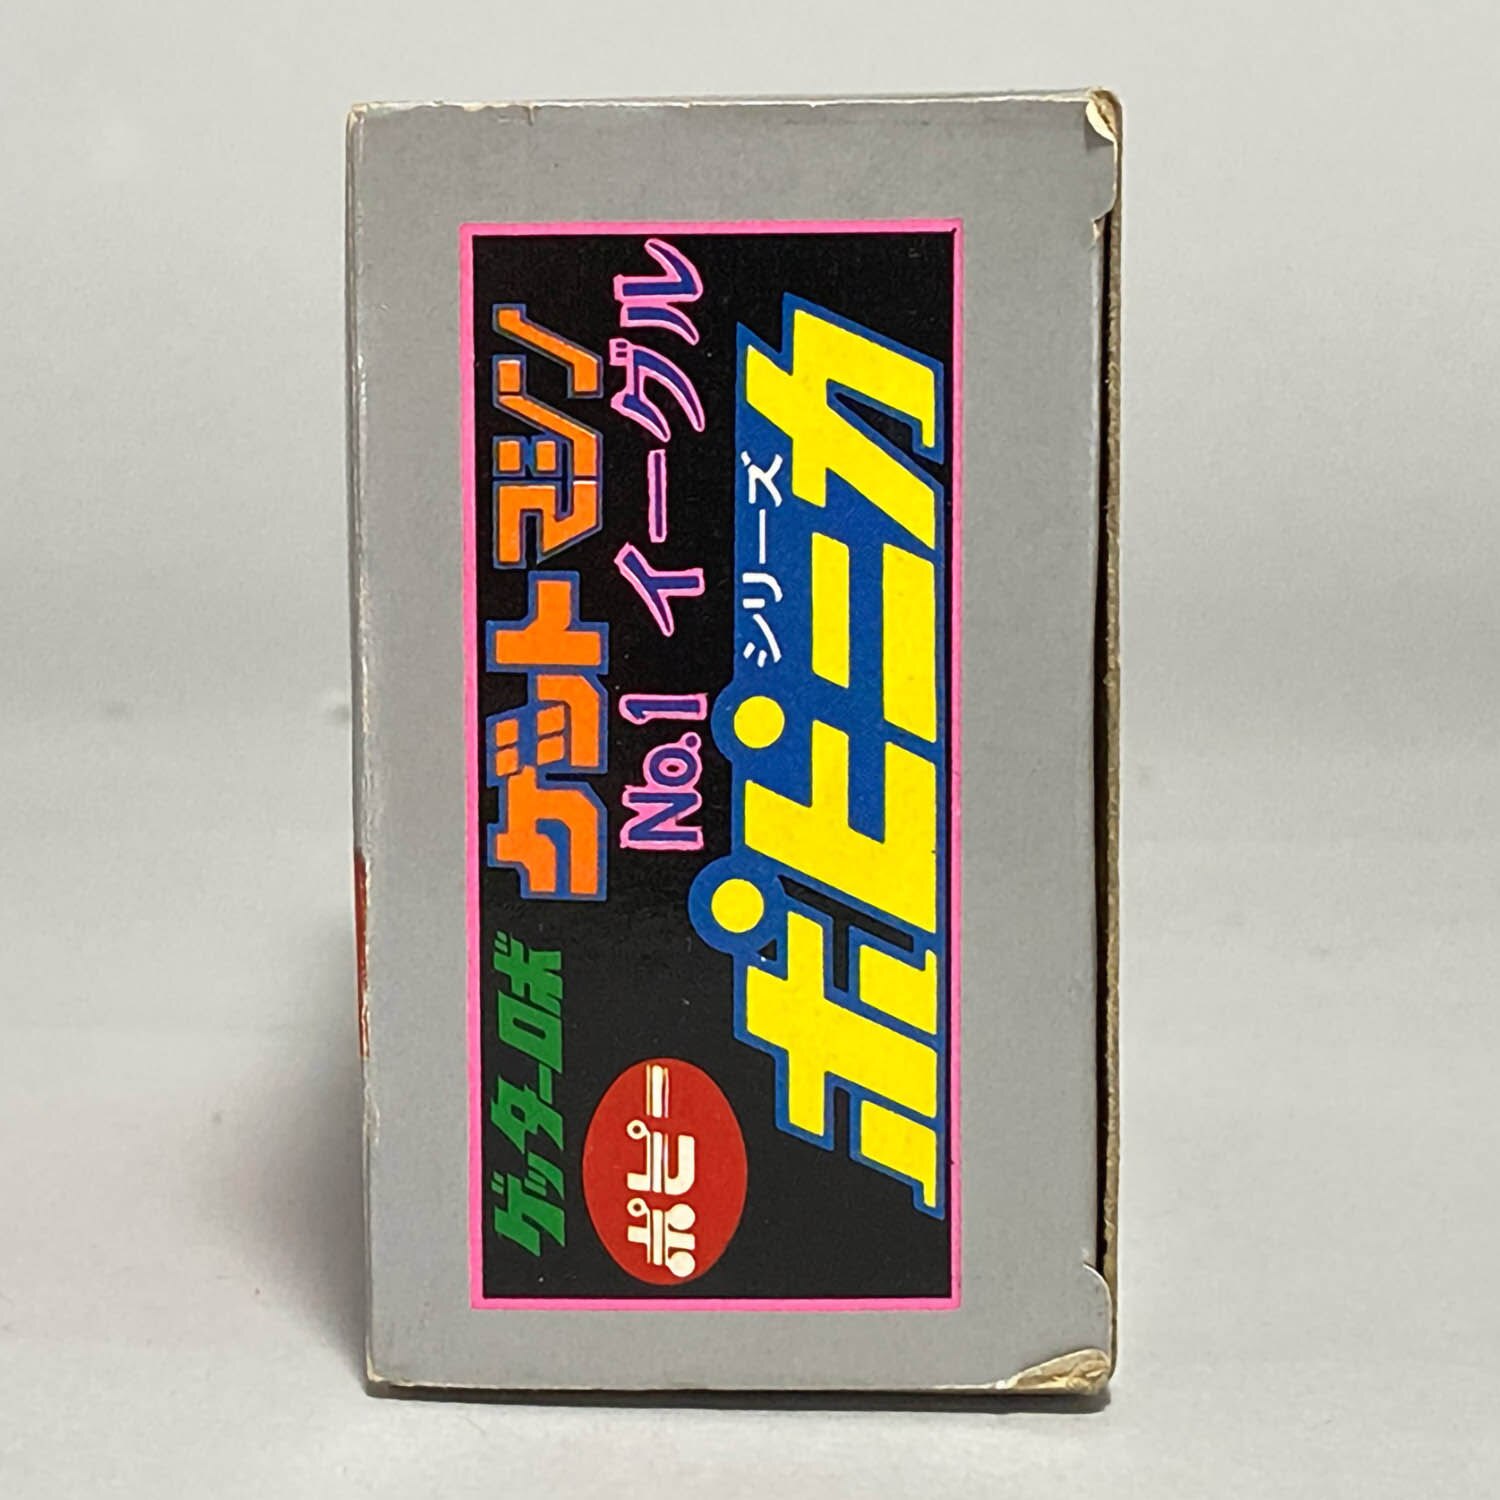 ゲッターロボ
ゲットマシン
No.1 イーグル
ポピー
シリーズ
ポピニカ